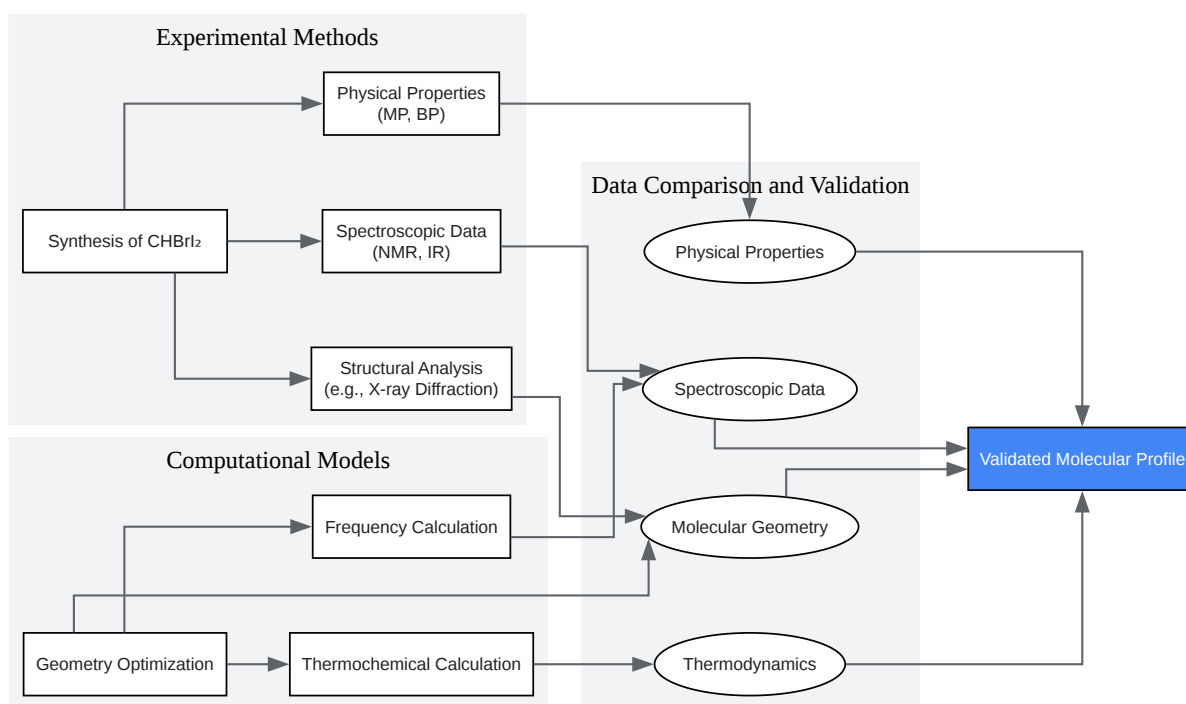 Experimental Methods
Physical Properties
(MP, BP)
Synthesis of CHBrI₂
Spectroscopic Data
(NMR, IR)
Structural Analysis
(e.g., X-ray Diffraction)
Computational Models
Frequency Calculation
Geometry Optimization
Thermochemical Calculation
Data Comparison and Validation
Physical Properties
Spectroscopic Data
Molecular Geometry
Thermodynamics
Validated Molecular Profile